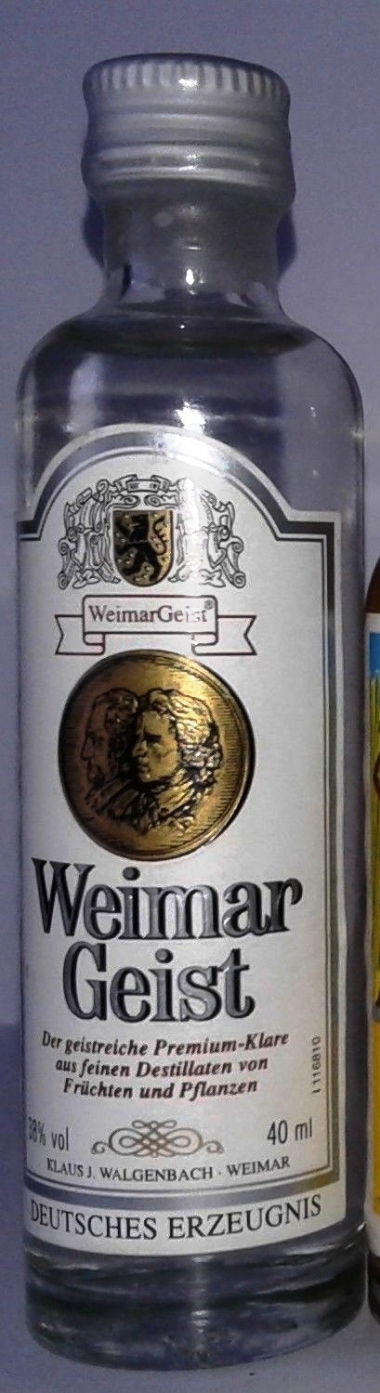 WeimarGeist®
Weimar
Geist
Der geistreiche Premium-Klare
aus feinen Destillaten von
Früchten und Pflanzen
38% vol
40 ml
L116810
KLAUS J. WALGENBACH · WEIMAR
DEUTSCHES ERZEUGNIS